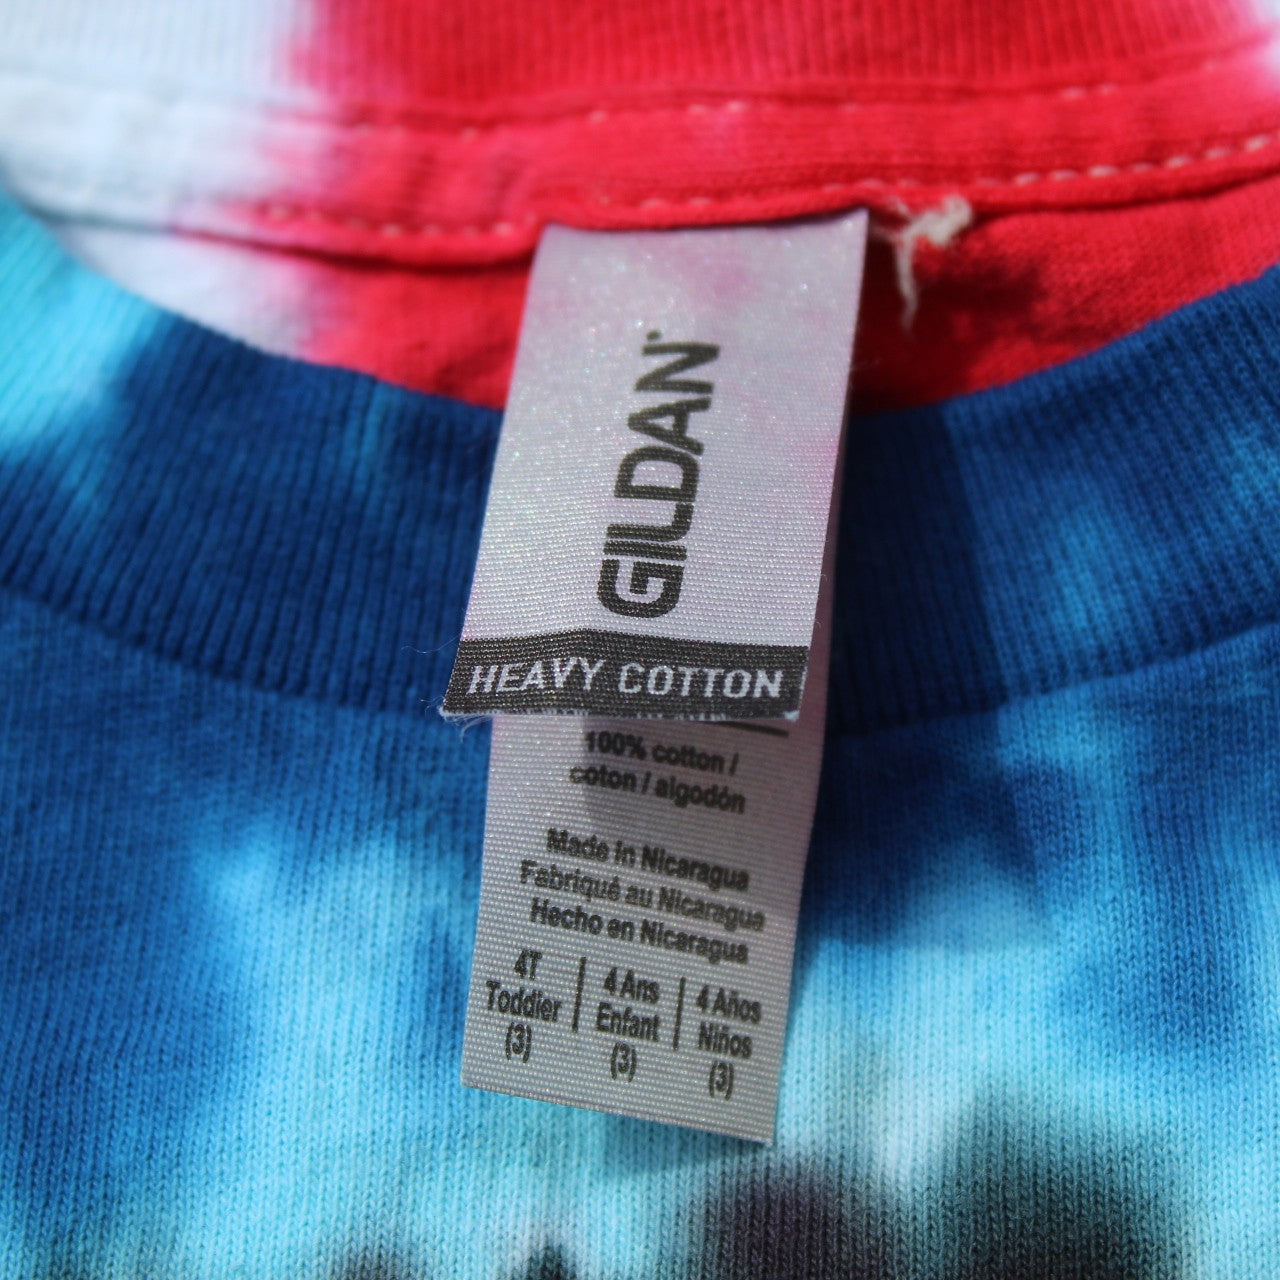 GILDAN
HEAVY COTTON
100% cotton /
coton / algodón
Made in Nicaragua
Fabriqué au Nicaragua
Hecho en Nicaragua
4T
Toddler
(3)
4 Ans
Enfant
(3)
4 Años
Niños
(3)